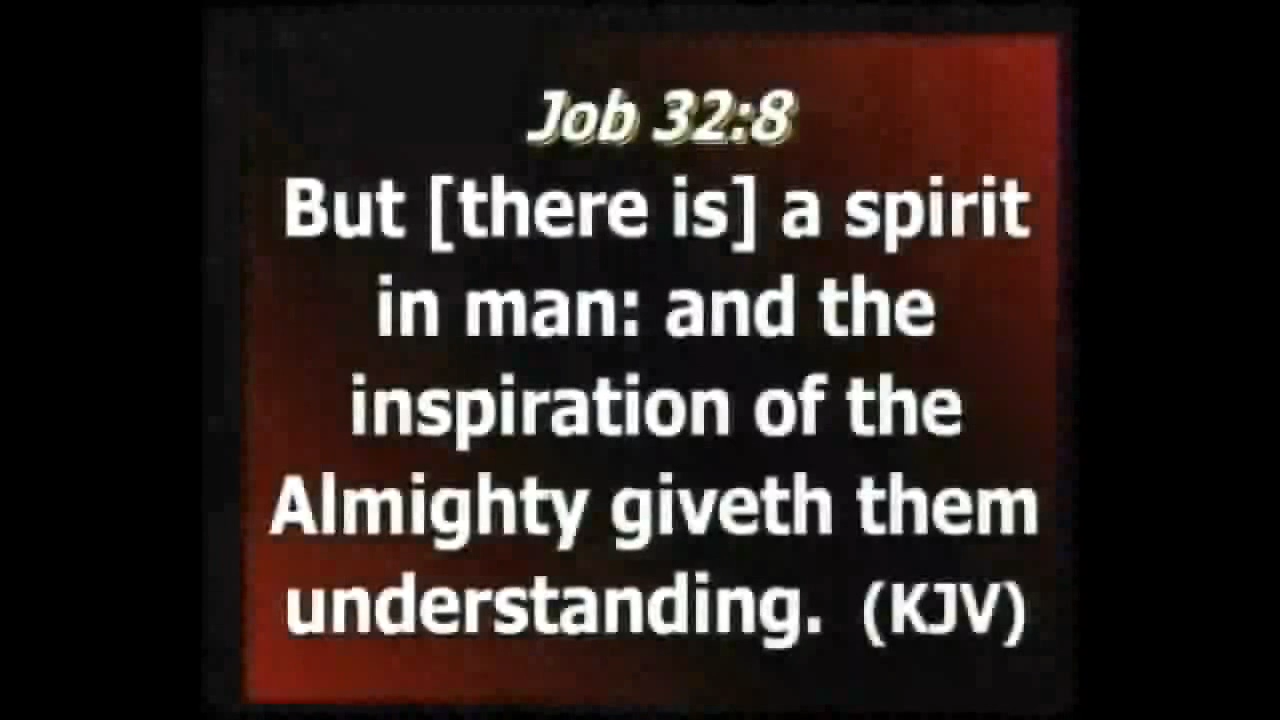 Job 32:8
But [there is] a spirit
in man: and the
inspiration of the
Almighty giveth them
understanding. (KJV)